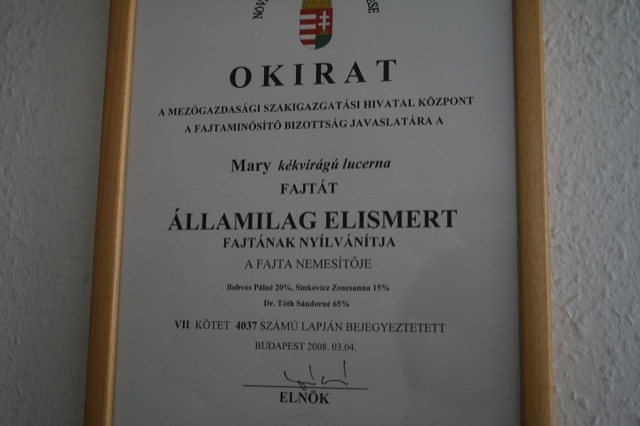 OKIRAT
A MEZŐGAZDASÁGI SZAKIGAZGATÁSI HIVATAL KÖZPONT
A FAJTAMINŐSÍTŐ BIZOTTSÁG JAVASLATÁRA A
Mary kékvirágú lucerna
FAJTÁT
ÁLLAMILAG ELISMERT
FAJTÁNAK NYÍLVÁNÍTJA
A FAJTA NEMESÍTŐJE
Bobvos Pálné 20%, Sinkovicz Zsuzsanna 15%
Dr. Tóth Sándorné 65%
VII KÖTET 4037 SZÁMÚ LAPJÁN BEJEGYEZTETETT
BUDAPEST 2008. 03.04.
ELNÖK